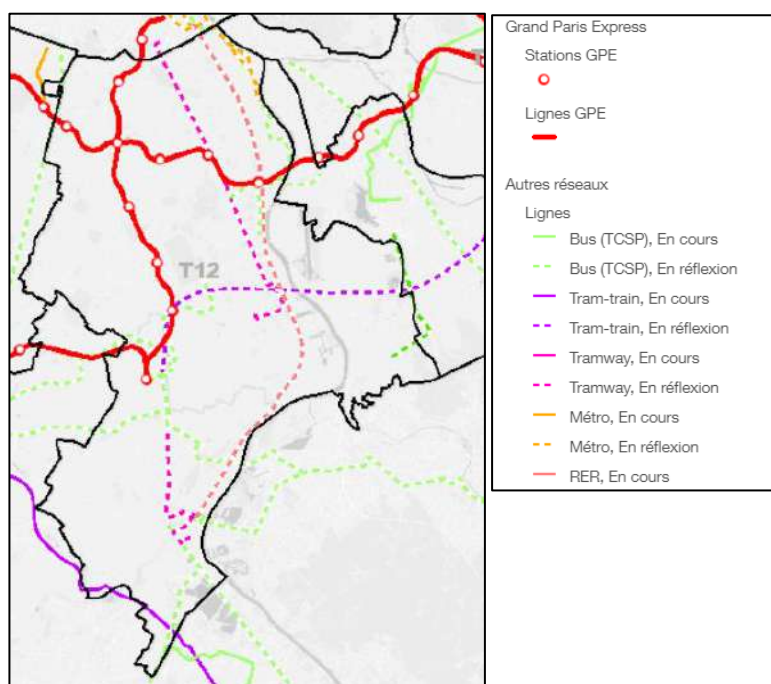 T12
Grand Paris Express
Stations GPE
Lignes GPE
Autres réseaux
Lignes
Bus (TCSP), En cours
Bus (TCSP), En réflexion
Tram-train, En cours
Tram-train, En réflexion
Tramway, En cours
Tramway, En réflexion
Métro, En cours
Métro, En réflexion
RER, En cours